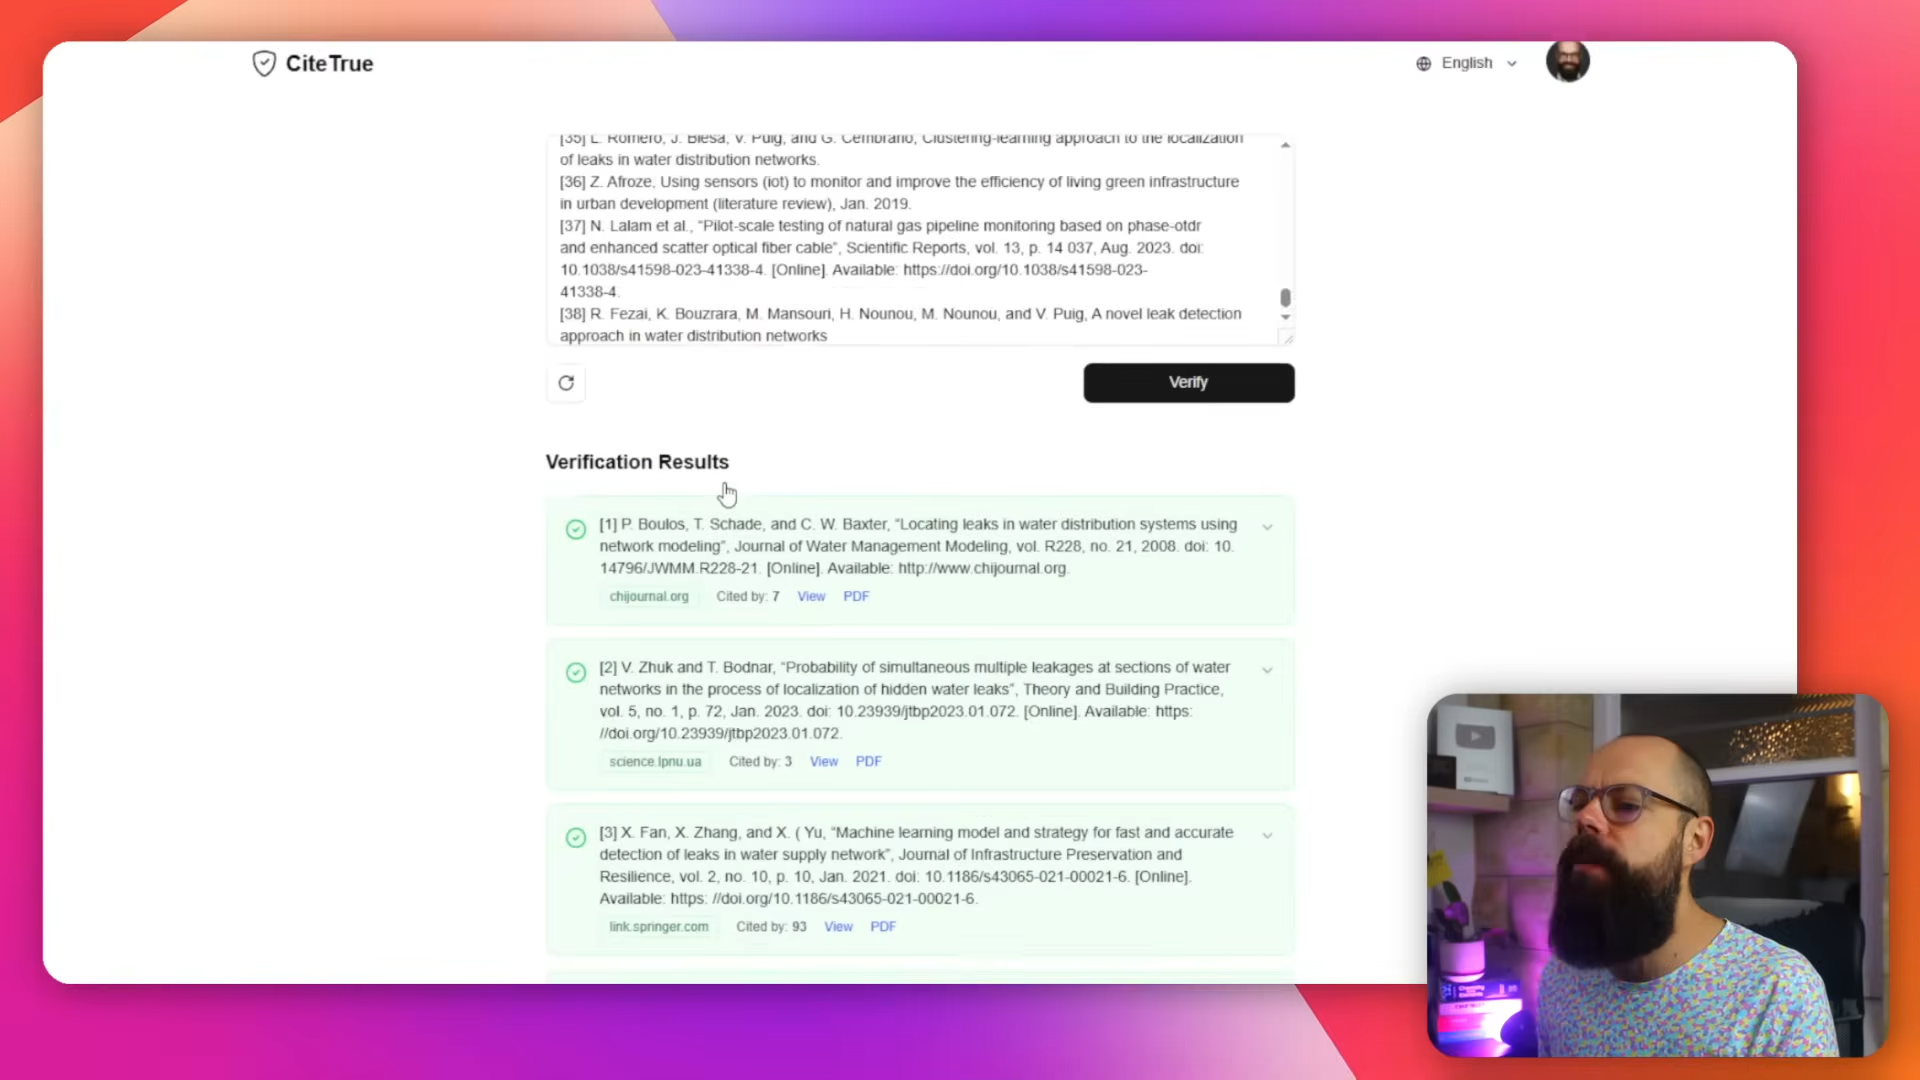 CiteTrue
English
[35] L. Romero, J. Blesa, V. Puig, and G. Cembrano, Clustering-learning approach to the localization
of leaks in water distribution networks.
[36] Z. Afroze, Using sensors (iot) to monitor and improve the efficiency of living green infrastructure
in urban development (literature review), Jan. 2019.
[37] N. Lalam et al., “Pilot-scale testing of natural gas pipeline monitoring based on phase-otdr
and enhanced scatter optical fiber cable”, Scientific Reports, vol. 13, p. 14 037, Aug. 2023. doi:
10.1038/s41598-023-41338-4. [Online]. Available: https://doi.org/10.1038/s41598-023-
41338-4.
[38] R. Fezai, K. Bouzrara, M. Mansouri, H. Nounou, M. Nounou, and V. Puig, A novel leak detection
approach in water distribution networks
Verify
Verification Results
[1] P. Boulos, T. Schade, and C. W. Baxter, “Locating leaks in water distribution systems using
network modeling”, Journal of Water Management Modeling, vol. R228, no. 21, 2008. doi: 10.
14796/JWMM.R228-21. [Online]. Available: http://www.chijournal.org.
chijournal.org Cited by: 7 View PDF
[2] V. Zhuk and T. Bodnar, “Probability of simultaneous multiple leakages at sections of water
networks in the process of localization of hidden water leaks”, Theory and Building Practice,
vol. 5, no. 1, p. 72, Jan. 2023. doi: 10.23939/jtbp2023.01.072. [Online]. Available: https:
//doi.org/10.23939/jtbp2023.01.072.
science.lpnu.ua Cited by: 3 View PDF
[3] X. Fan, X. Zhang, and X. ( Yu, “Machine learning model and strategy for fast and accurate
detection of leaks in water supply network”, Journal of Infrastructure Preservation and
Resilience, vol. 2, no. 10, p. 10, Jan. 2021. doi: 10.1186/s43065-021-00021-6. [Online].
Available: https: //doi.org/10.1186/s43065-021-00021-6.
link.springer.com Cited by: 93 View PDF